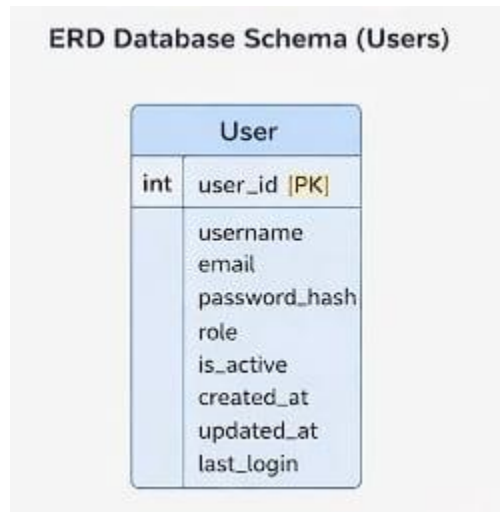 ERD Database Schema (Users)
User
int user_id [PK]
username
email
password_hash
role
is_active
created_at
updated_at
last_login